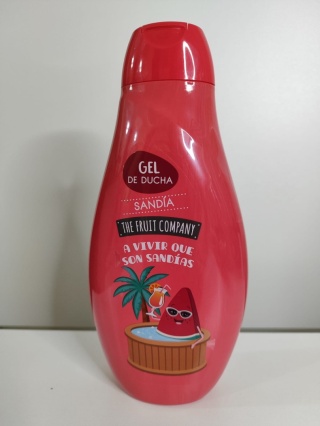 GEL
DE DUCHA
SANDÍA
THE FRUIT COMPANY
A VIVIR QUE
SON SANDÍAS